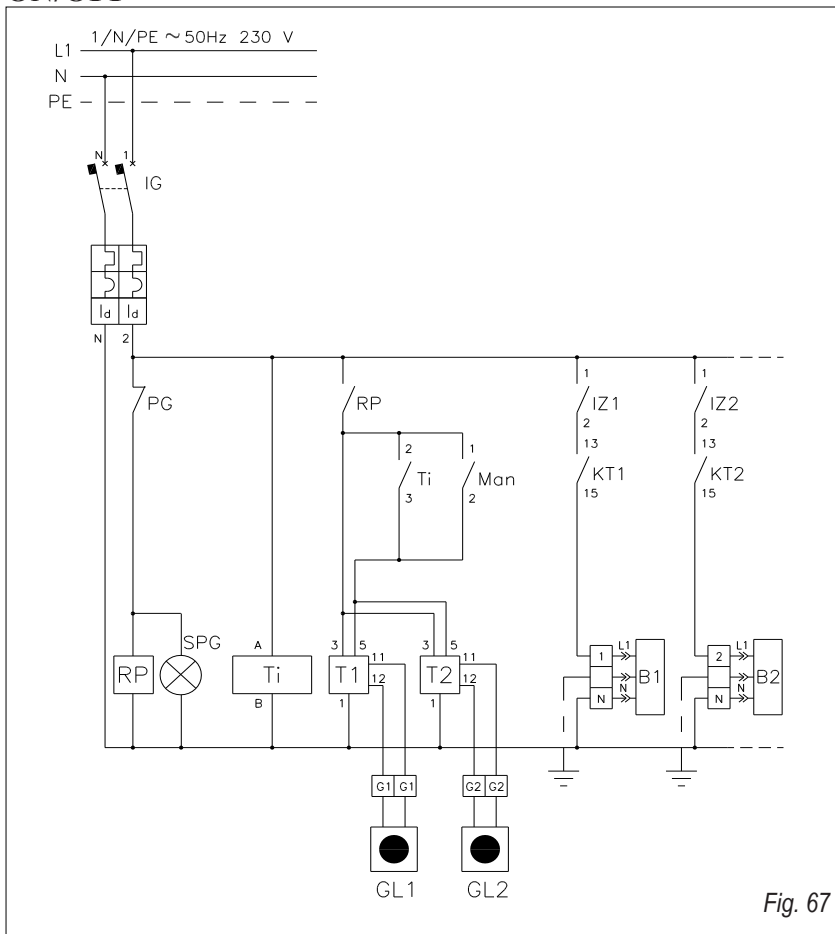 1/N/PE ~ 50Hz 230 V
L1
N
PE
N 1
IG
Id Id
N 2
PG
RP
1
IZ1
2
1
IZ2
2
2
Ti
3
1
Man
2
13
KT1
15
13
KT2
15
SPG
RP
A
Ti
B
3 5
T1
11
12
1
3 5
T2
11
12
1
1
L1
N
N
B1
2
L1
N
N
B2
G1 G1
G2 G2
GL1
GL2
Fig. 67